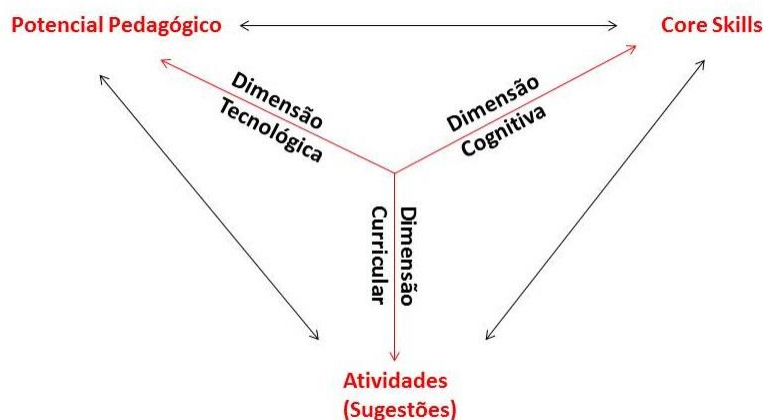 Potencial Pedagógico
Core Skills
Dimensão
Tecnológica
Dimensão
Cognitiva
Dimensão
Curricular
Atividades
(Sugestões)